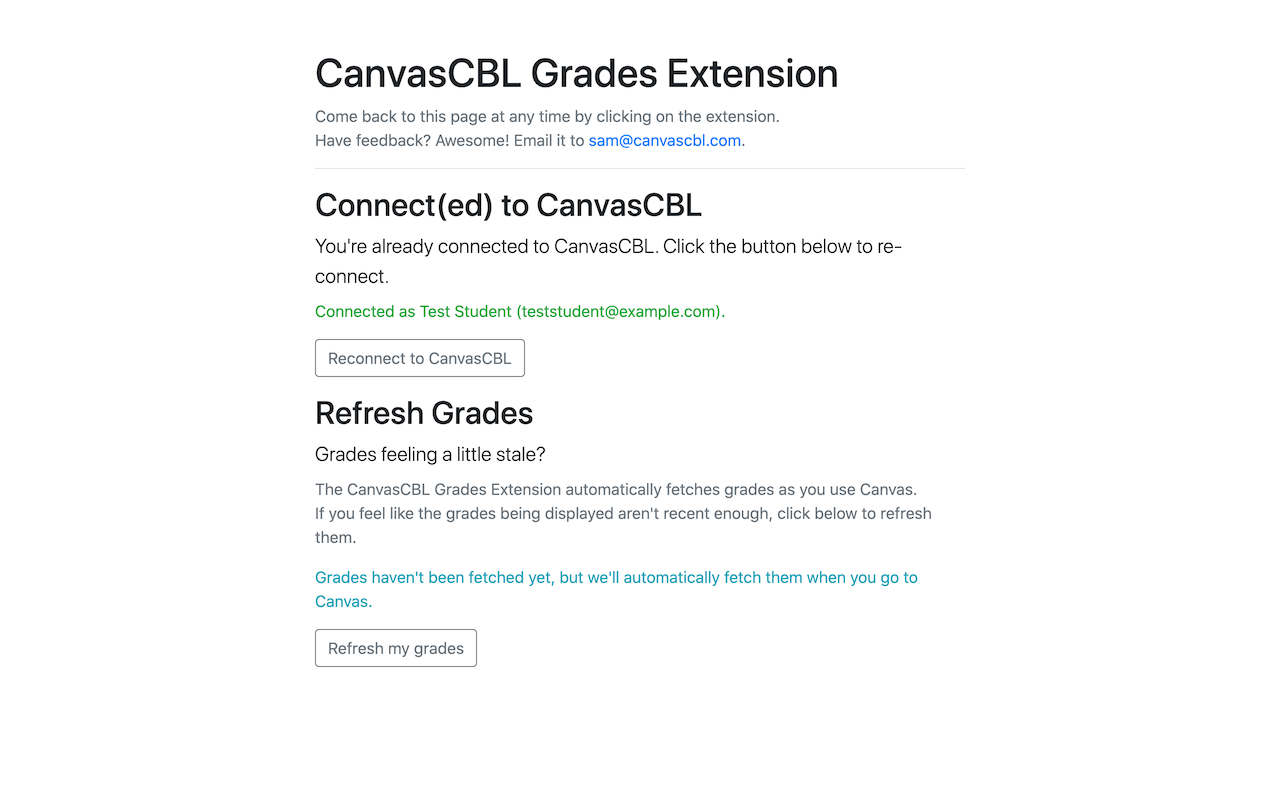 CanvasCBL Grades Extension
Come back to this page at any time by clicking on the extension.
Have feedback? Awesome! Email it to sam@canvascbl.com.
Connect(ed) to CanvasCBL
You're already connected to CanvasCBL. Click the button below to re-
connect.
Connected as Test Student (teststudent@example.com).
Reconnect to CanvasCBL
Refresh Grades
Grades feeling a little stale?
The CanvasCBL Grades Extension automatically fetches grades as you use Canvas.
If you feel like the grades being displayed aren't recent enough, click below to refresh
them.
Grades haven't been fetched yet, but we'll automatically fetch them when you go to
Canvas.
Refresh my grades